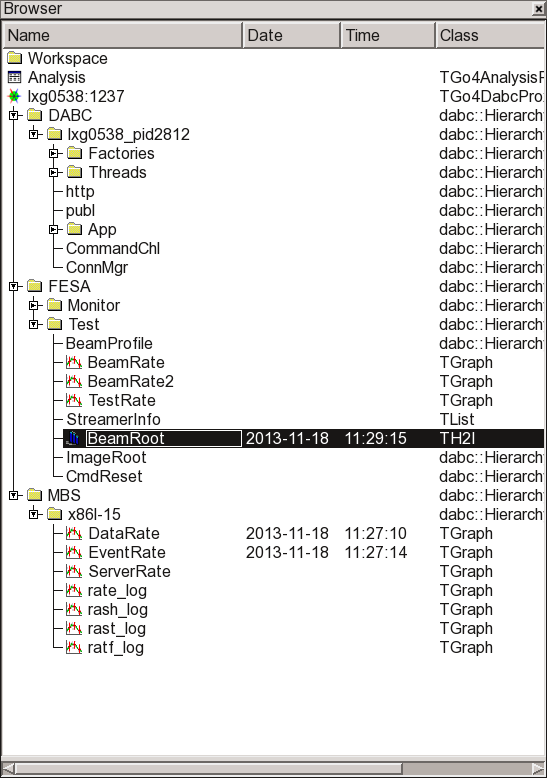 Browser
Name Date Time Class
Workspace
Analysis TGo4AnalysisP
lxg0538:1237 TGo4DabcProx
DABC dabc::Hierarch
lxg0538_pid2812 dabc::Hierarch
Factories dabc::Hierarch
Threads dabc::Hierarch
http dabc::Hierarch
publ dabc::Hierarch
App dabc::Hierarch
CommandChl dabc::Hierarch
ConnMgr dabc::Hierarch
FESA dabc::Hierarch
Monitor dabc::Hierarch
Test dabc::Hierarch
BeamProfile dabc::Hierarch
BeamRate TGraph
BeamRate2 TGraph
TestRate TGraph
StreamerInfo TList
BeamRoot 2013-11-18 11:29:15 TH2I
ImageRoot dabc::Hierarch
CmdReset dabc::Hierarch
MBS dabc::Hierarch
x86l-15 dabc::Hierarch
DataRate 2013-11-18 11:27:10 TGraph
EventRate 2013-11-18 11:27:14 TGraph
ServerRate TGraph
rate_log TGraph
rash_log TGraph
rast_log TGraph
ratf_log TGraph